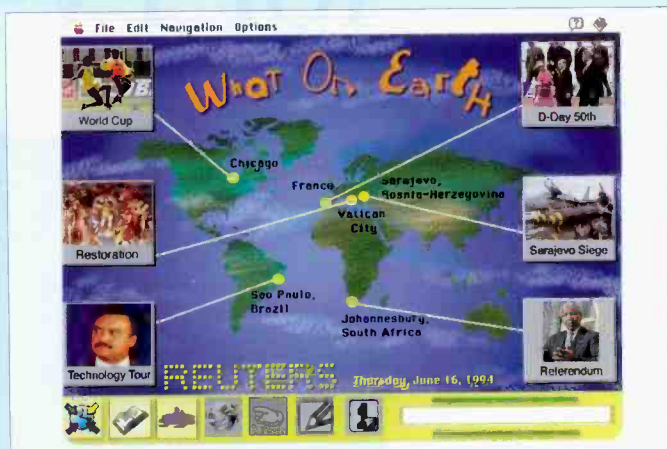 File Edit Navigation Options
What On Earth
World Cup
D-Day 50th
Chicago
France
Sarajevo,
Bosnia-Herzegovina
Vatican
City
Restoration
Sarajevo Siege
Sao Paulo,
Brazil
Johannesburg,
South Africa
Technology Tour
REUTERS
Thursday, June 16, 1994
Referendum